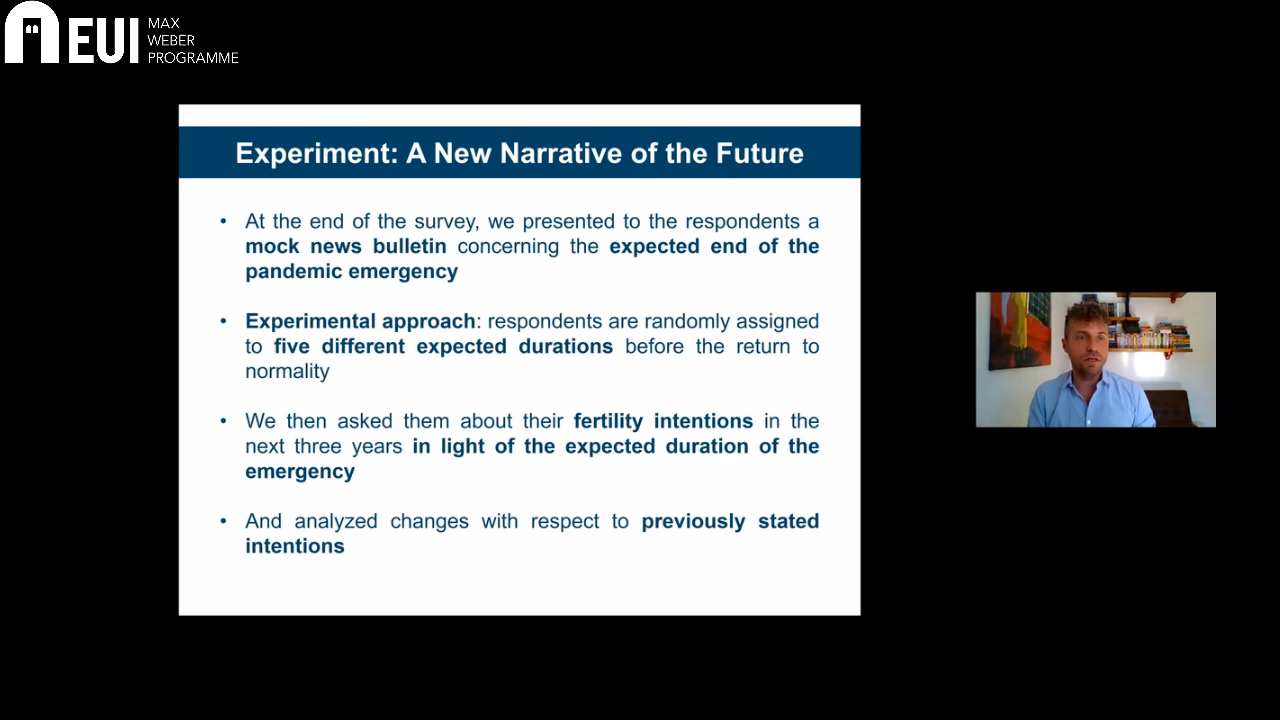 EUI
MAX
WEBER
PROGRAMME
Experiment: A New Narrative of the Future
• At the end of the survey, we presented to the respondents a
mock news bulletin concerning the expected end of the
pandemic emergency
• Experimental approach: respondents are randomly assigned
to five different expected durations before the return to
normality
• We then asked them about their fertility intentions in the
next three years in light of the expected duration of the
emergency
• And analyzed changes with respect to previously stated
intentions